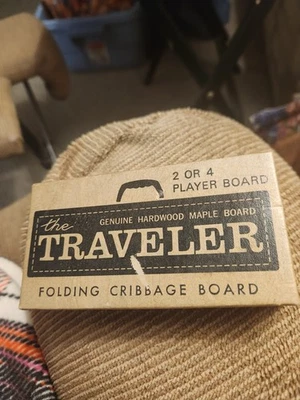 2 OR 4
PLAYER BOARD
the
GENUINE HARDWOOD MAPLE BOARD
TRAVELER
FOLDING CRIBBAGE BOARD